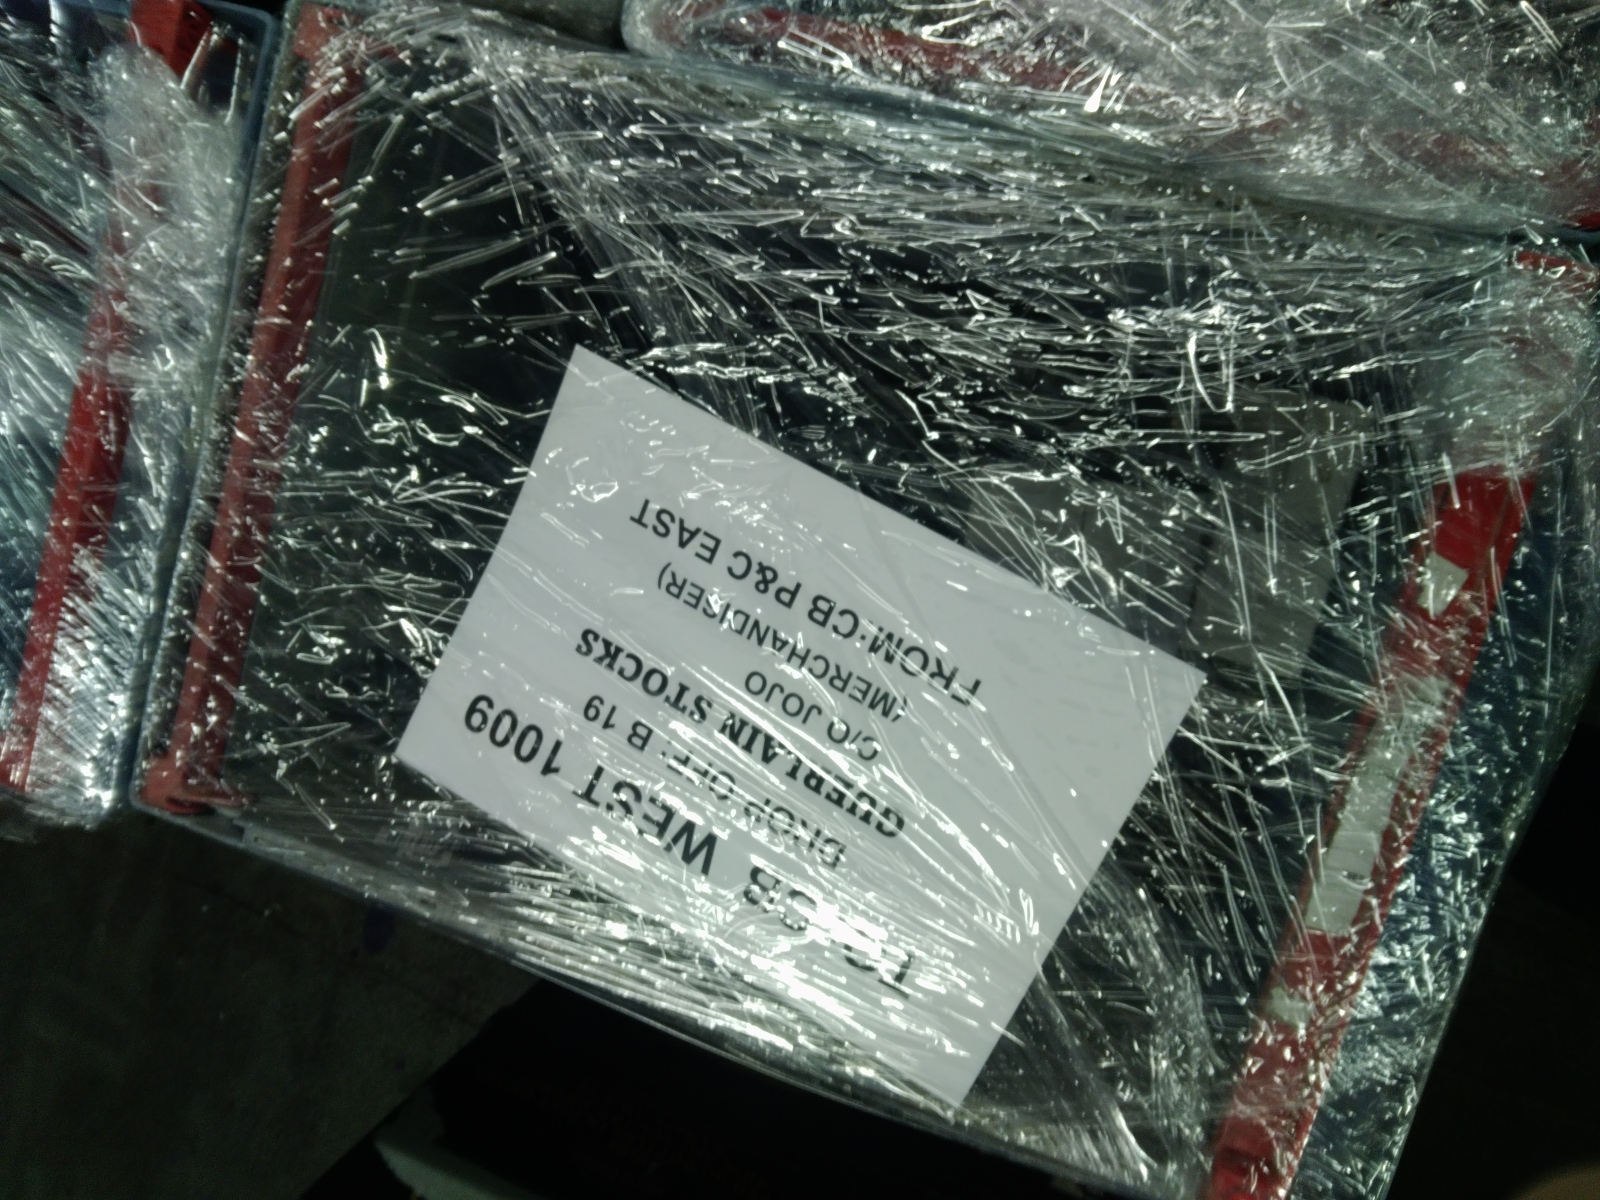 TO: CB WEST 1009
DROP OFF: B 19
GUERLAIN STOCKS
C/O JOJO
(MERCHANDISER)
FROM: CB P&C EAST